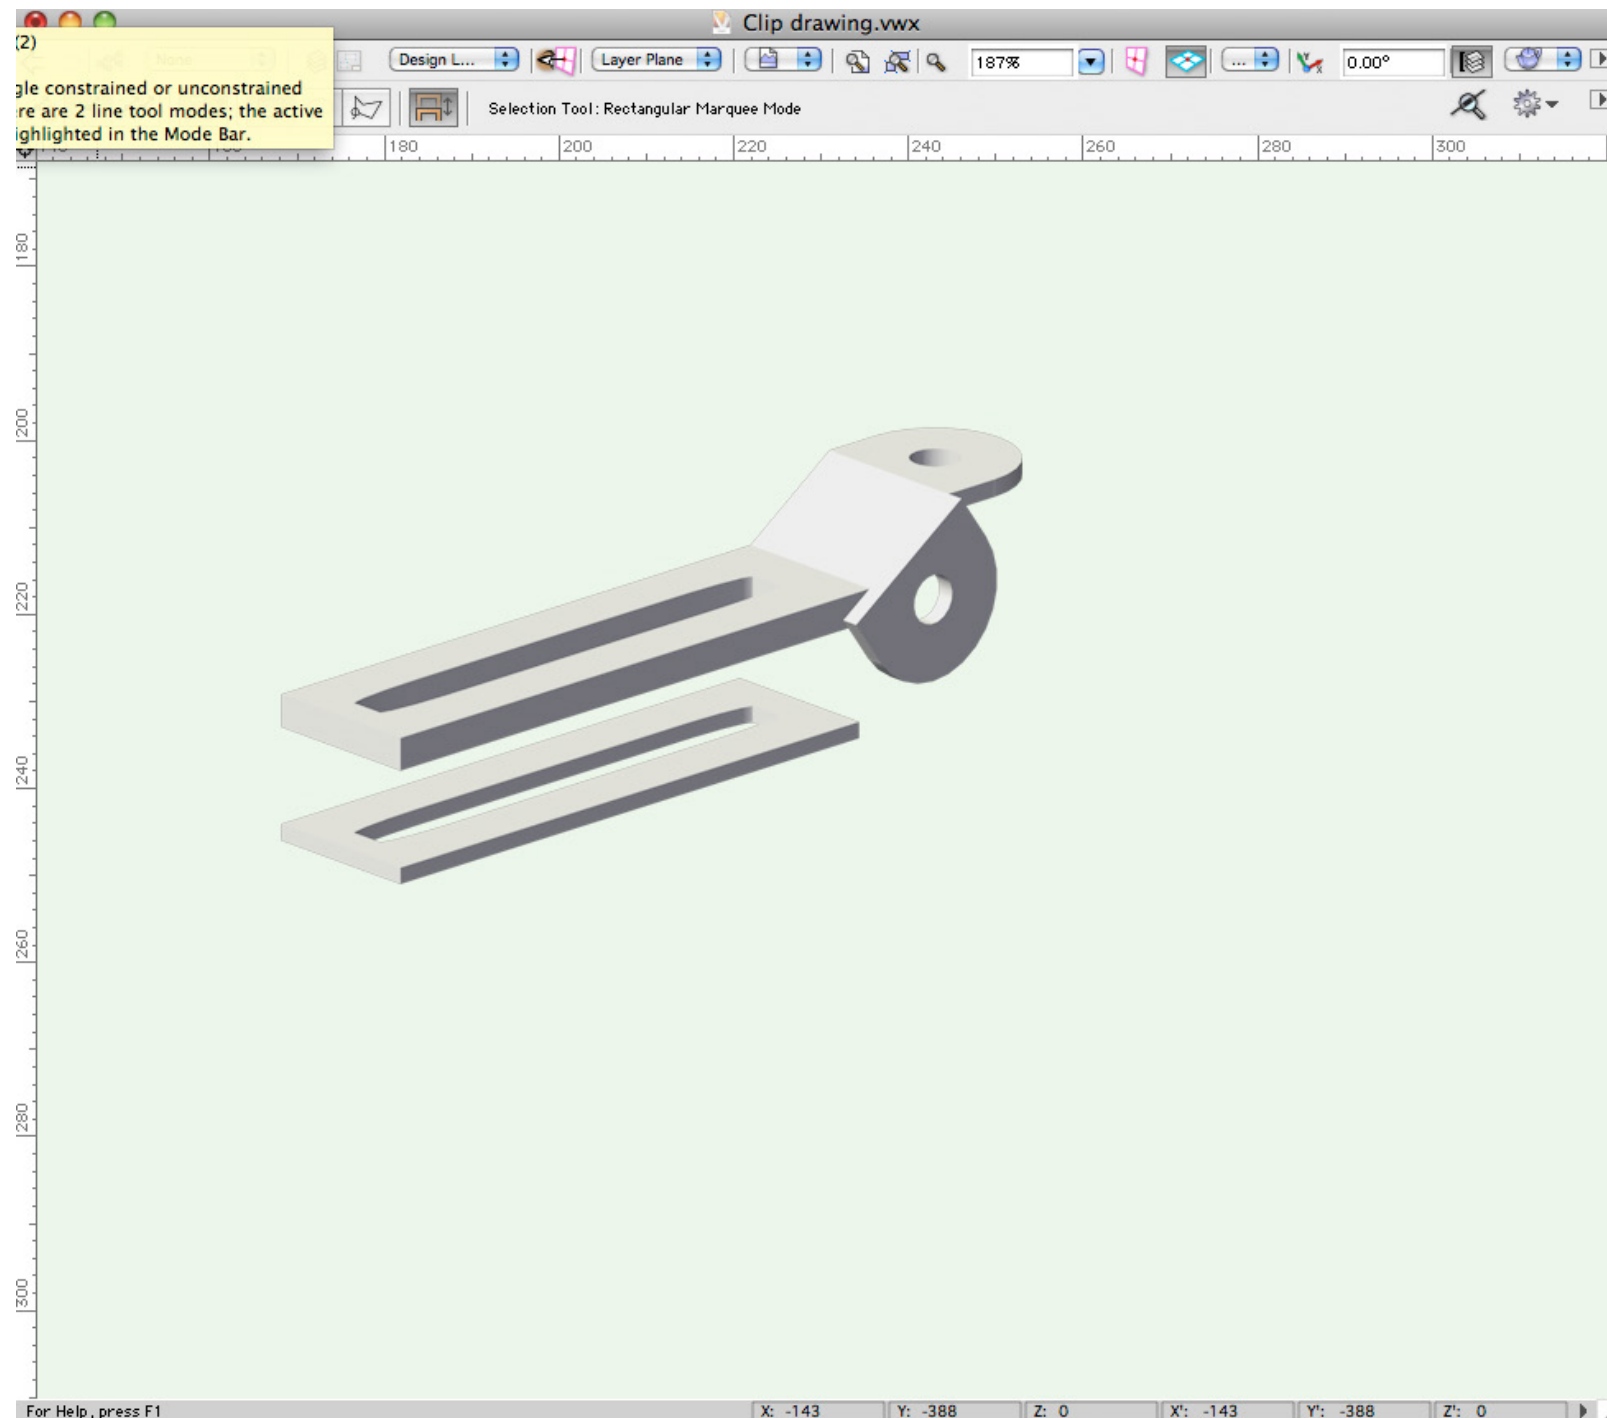 Clip drawing.vwx
(2)
None
Design L...
Layer Plane
187%
...
0.00°
gle constrained or unconstrained
re are 2 line tool modes; the active
ighlighted in the Mode Bar.
Selection Tool: Rectangular Marquee Mode
180 200 220 240 260 280 300
180
200
220
240
260
280
300
For Help, press F1
X: -143 Y: -388 Z: 0 X': -143 Y': -388 Z': 0